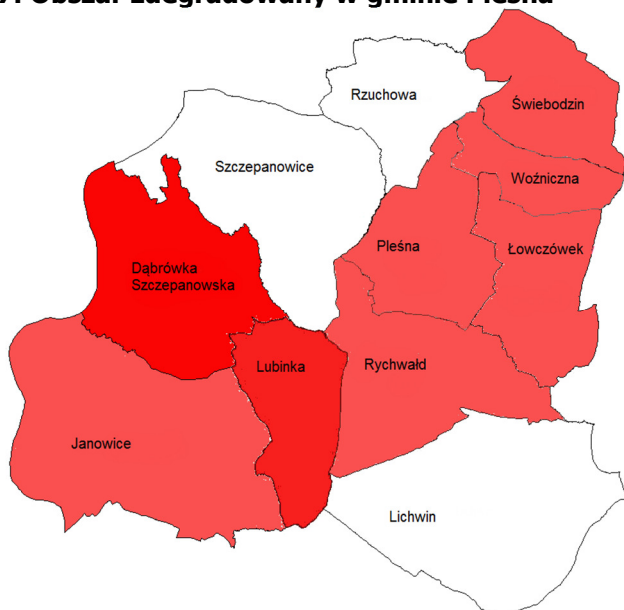 . Obszar zdegradowany w gminie Pleśna
Rzuchowa
Świebodzin
Szczepanowice
Woźniczna
Pleśna
Łowczówek
Dąbrówka
Szczepanowska
Lubinka
Rychwałd
Janowice
Lichwin